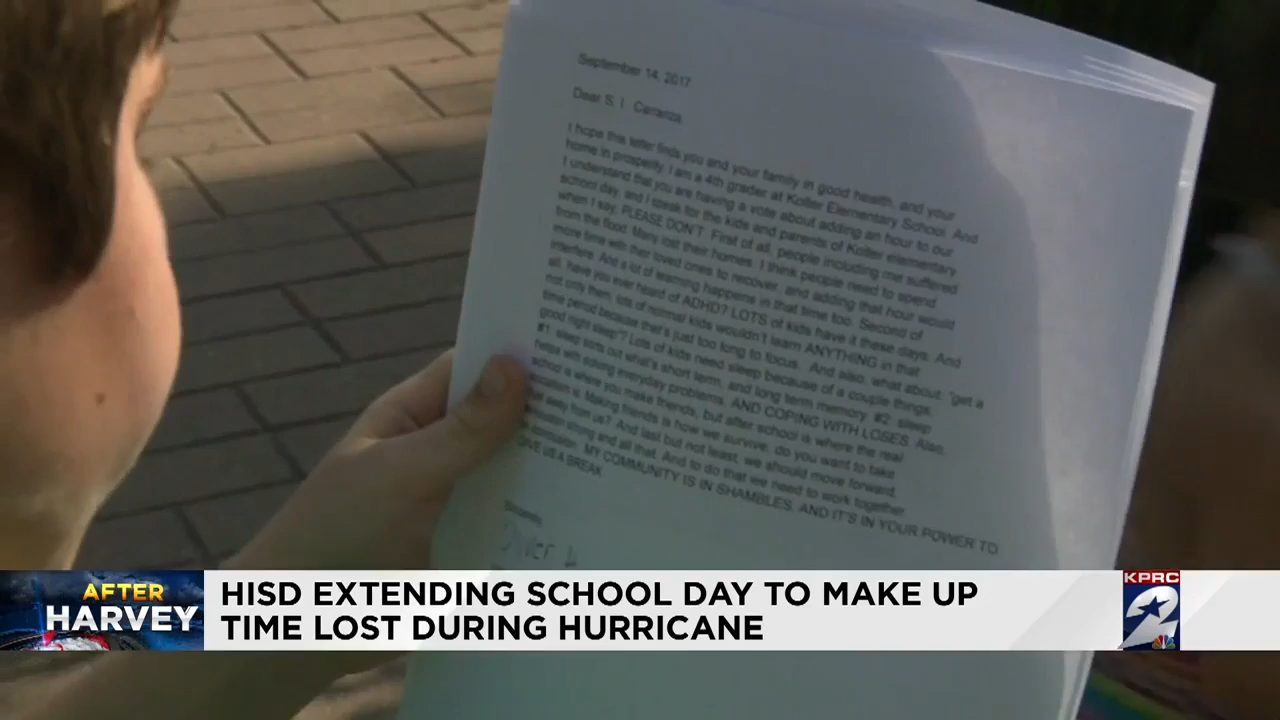 September 14, 2017
Dear S. I. Carranza
I hope this letter finds you and your family in good health, and your
home in prosperity. I am a 4th grader at Kolter Elementary School. And
I understand that you are having a vote about adding an hour to our
school day, and I speak for the kids and parents of Kolter elementary
when I say, PLEASE DON'T. First of all, people including me suffered
from the flood. Many lost their homes. I think people need to spend
more time with their loved ones to recover, and adding that hour would
interfere. And a lot of learning happens in that time too. Second of
all, have you ever heard of ADHD? LOTS of kids have it these days. And
not only them, lots of normal kids wouldn't learn ANYTHING in that
time period because that's just too long to focus. And also, what about "get a
good night sleep"? Lots of kids need sleep because of a couple things.
#1. sleep sorts out what's short term, and long term memory. #2. sleep
helps with solving everyday problems. AND COPING WITH LOSES. Also,
school is where you make friends, but after school is where the real
is. Making friends is how we survive, do you want to take
away from us? And last but not least, we should move forward,
strong and all that. And to do that we need to work together
MY COMMUNITY IS IN SHAMBLES, AND IT'S IN YOUR POWER TO
GIVE US A BREAK
Sincerely,
AFTER
HARVEY
HISD EXTENDING SCHOOL DAY TO MAKE UP
TIME LOST DURING HURRICANE
KPRC
2